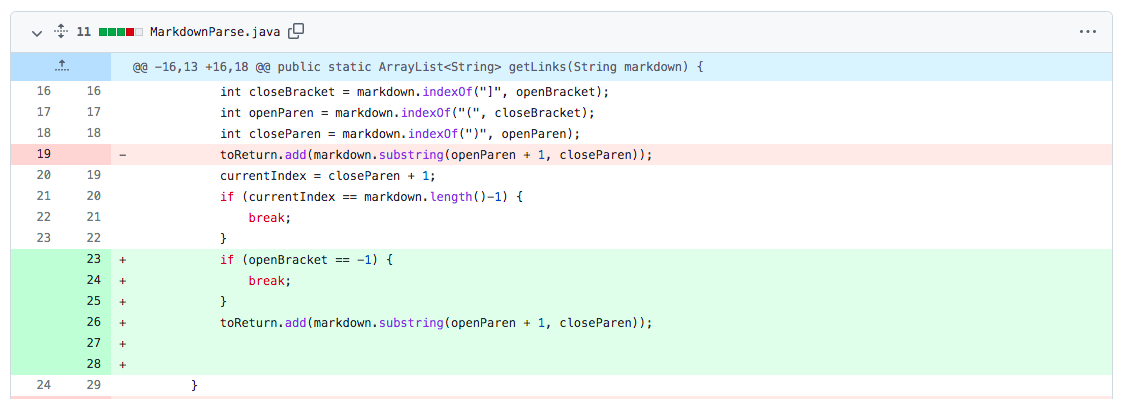 11 MarkdownParse.java
@@ -16,13 +16,18 @@ public static ArrayList<String> getLinks(String markdown) {
16 16 int closeBracket = markdown.indexOf("]", openBracket);
17 17 int openParen = markdown.indexOf("(", closeBracket);
18 18 int closeParen = markdown.indexOf(")", openParen);
19 - toReturn.add(markdown.substring(openParen + 1, closeParen));
20 19 currentIndex = closeParen + 1;
21 20 if (currentIndex == markdown.length()-1) {
22 21 break;
23 22 }
23 + if (openBracket == -1) {
24 + break;
25 + }
26 + toReturn.add(markdown.substring(openParen + 1, closeParen));
27 +
28 +
24 29 }